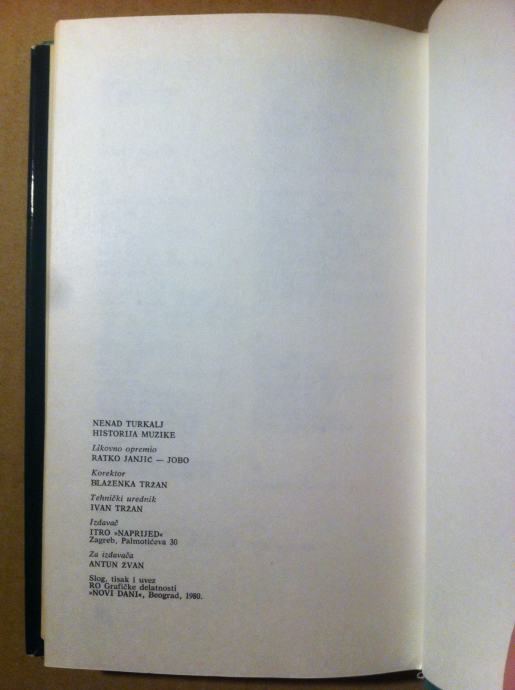 NENAD TURKALJ
HISTORIJA MUZIKE
Likovno opremio
RATKO JANJIĆ — JOBO
Korektor
BLAŽENKA TRŽAN
Tehnički urednik
IVAN TRŽAN
Izdavač
ITRO »NAPRIJED«
Zagreb, Palmotićeva 30
Za izdavača
ANTUN ŽVAN
Slog, tisak i uvez
RO Grafičke delatnosti
»NOVI DANI«, Beograd, 1980.